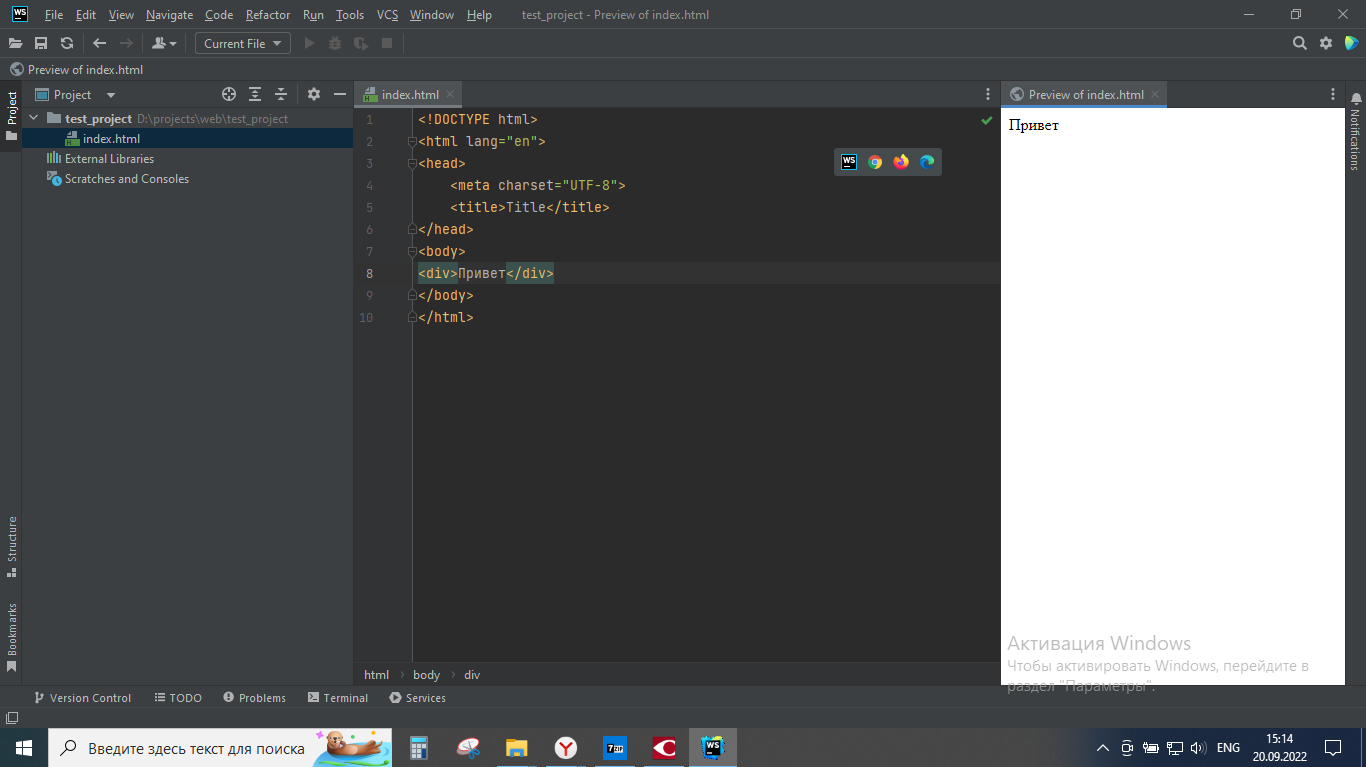 WS File Edit View Navigate Code Refactor Run Tools VCS Window Help test_project - Preview of index.html
Current File
Preview of index.html
Project
Project
test_project D:\projects\web\test_project
index.html
External Libraries
Scratches and Consoles
Structure
Bookmarks
index.html
1 <!DOCTYPE html>
2 <html lang="en">
3 <head>
4 <meta charset="UTF-8">
5 <title>Title</title>
6 </head>
7 <body>
8 <div>Привет</div>
9 </body>
10 </html>
WS
html body div
Preview of index.html
Привет
Notifications
Активация Windows
Чтобы активировать Windows, перейдите в
раздел "Параметры".
Version Control TODO Problems Terminal Services
Введите здесь текст для поиска
WS
ENG
15:14
20.09.2022